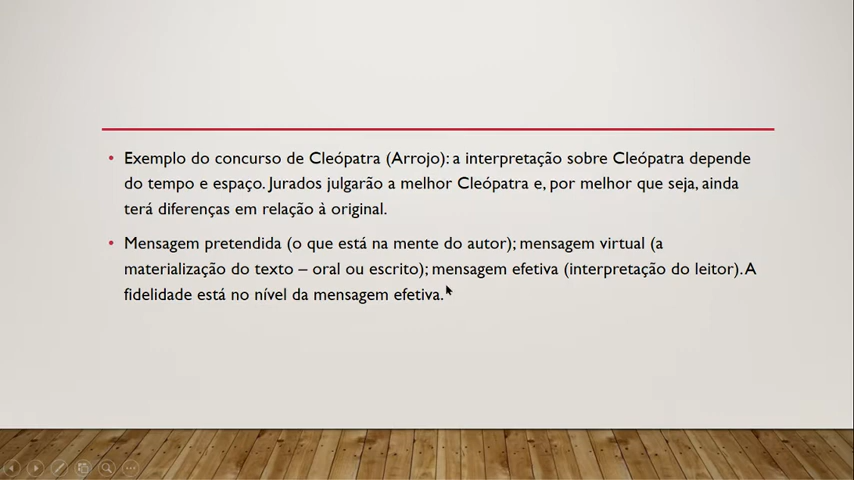 Exemplo do concurso de Cleópatra (Arrojo): a interpretação sobre Cleópatra depende
do tempo e espaço. Jurados julgarão a melhor Cleópatra e, por melhor que seja, ainda
terá diferenças em relação à original.
Mensagem pretendida (o que está na mente do autor); mensagem virtual (a
materialização do texto – oral ou escrito); mensagem efetiva (interpretação do leitor). A
fidelidade está no nível da mensagem efetiva.